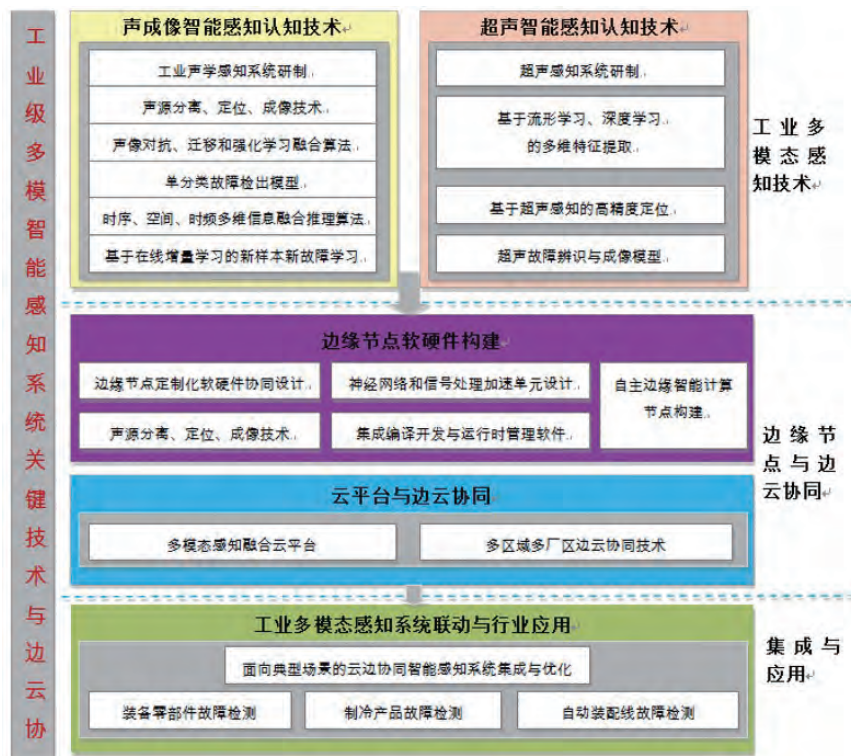 工业级多模智能感知系统关键技术与边云协
声成像智能感知认知技术
工业声学感知系统研制
声源分离、定位、成像技术
声像对抗、迁移和强化学习融合算法
单分类故障检出模型
时序、空间、时频多维信息融合推理算法
基于在线增量学习的新样本新故障学习
超声智能感知认知技术
超声感知系统研制
基于流形学习、深度学习
的多维特征提取
基于超声感知的高精度定位
超声故障辨识与成像模型
工业多
模态感
知技术
边缘节点软硬件构建
边缘节点定制化软硬件协同设计
神经网络和信号处理加速单元设计
自主边缘智能计算
节点构建
声源分离、定位、成像技术
集成编译开发与运行时管理软件
边缘节
点与边
云协同
云平台与边云协同
多模态感知融合云平台
多区域多厂区边云协同技术
工业多模态感知系统联动与行业应用
面向典型场景的云边协同智能感知系统集成与优化
装备零部件故障检测
制冷产品故障检测
自动装配线故障检测
集成与
应用